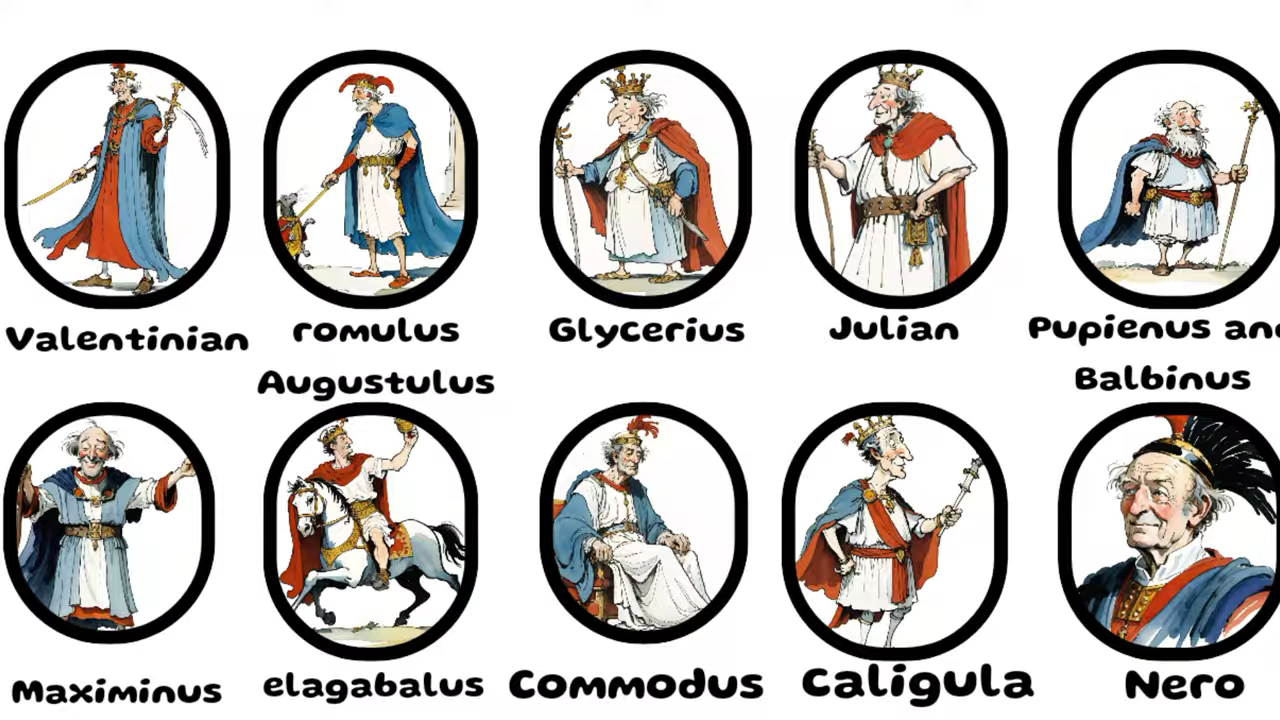 Valentinian
romulus
Augustulus
Glycerius
Julian
Pupienus an
Balbinus
Maximinus
elagabalus
Commodus
Caligula
Nero